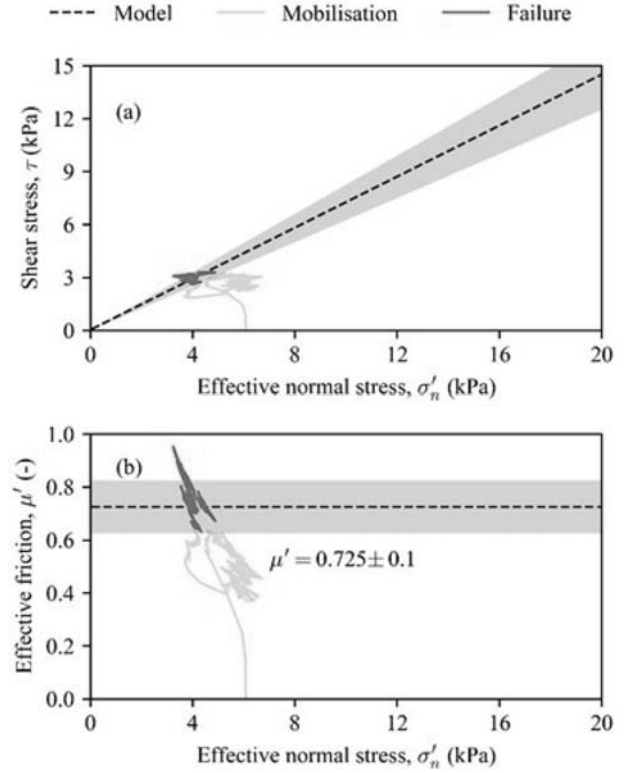 Model Mobilisation Failure
(a)
Shear stress, τ (kPa)
15
12
9
6
3
0
0 4 8 12 16 20
Effective normal stress, σ′n (kPa)
(b)
Effective friction, μ′ (-)
1.0
0.8
0.6
0.4
0.2
0.0
μ′ = 0.725 ± 0.1
0 4 8 12 16 20
Effective normal stress, σ′n (kPa)